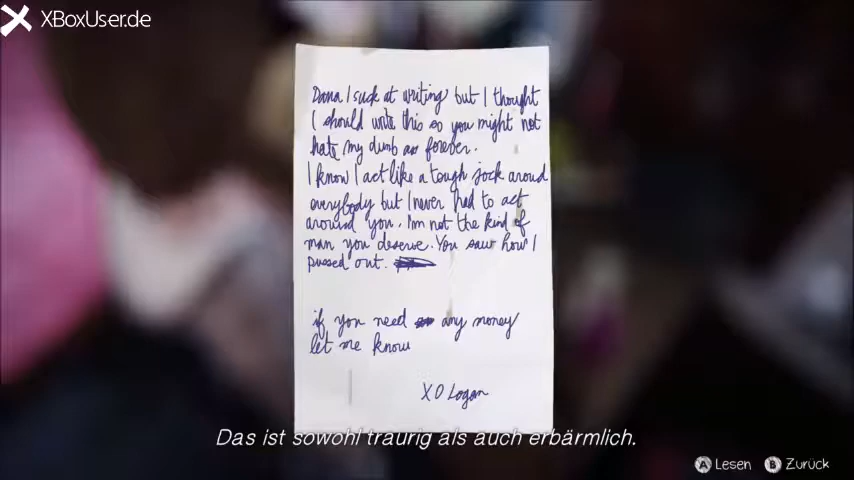 XBoxUser.de
Dana I suck at writing but I thought
I should write this so you might not
hate my dumb ass forever.
I know I act like a tough jock around
everybody but I never had to act
around you. I'm not the kind of
man you deserve. You saw how I
pussed out.
if you need any money
let me know
XO Logan
Das ist sowohl traurig als auch erbärmlich.
A Lesen B Zurück